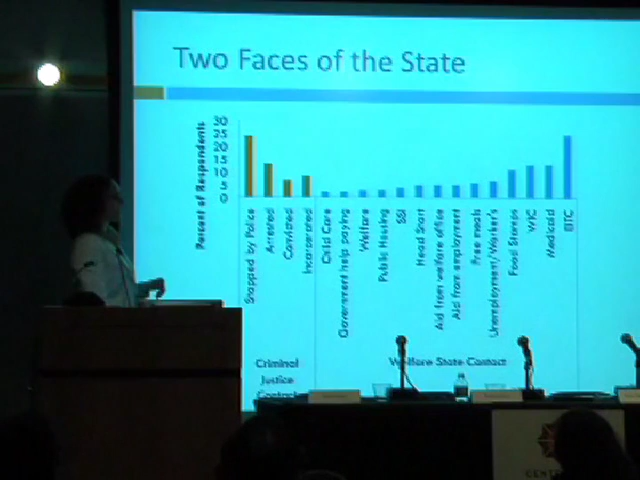 Two Faces of the State
Percent of Respondents
30
25
20
15
10
5
0
Stopped by Police
Arrested
Convicted
Incarcerated
Child Care
Government help paying
Welfare
Public Housing
SSI
Head Start
Aid from welfare office
Aid from employment
Free meals
Unemployment/Worker's
Food Stamps
WIC
Medicaid
EITC
Criminal
Justice
Contact
Welfare State Contact
CENT